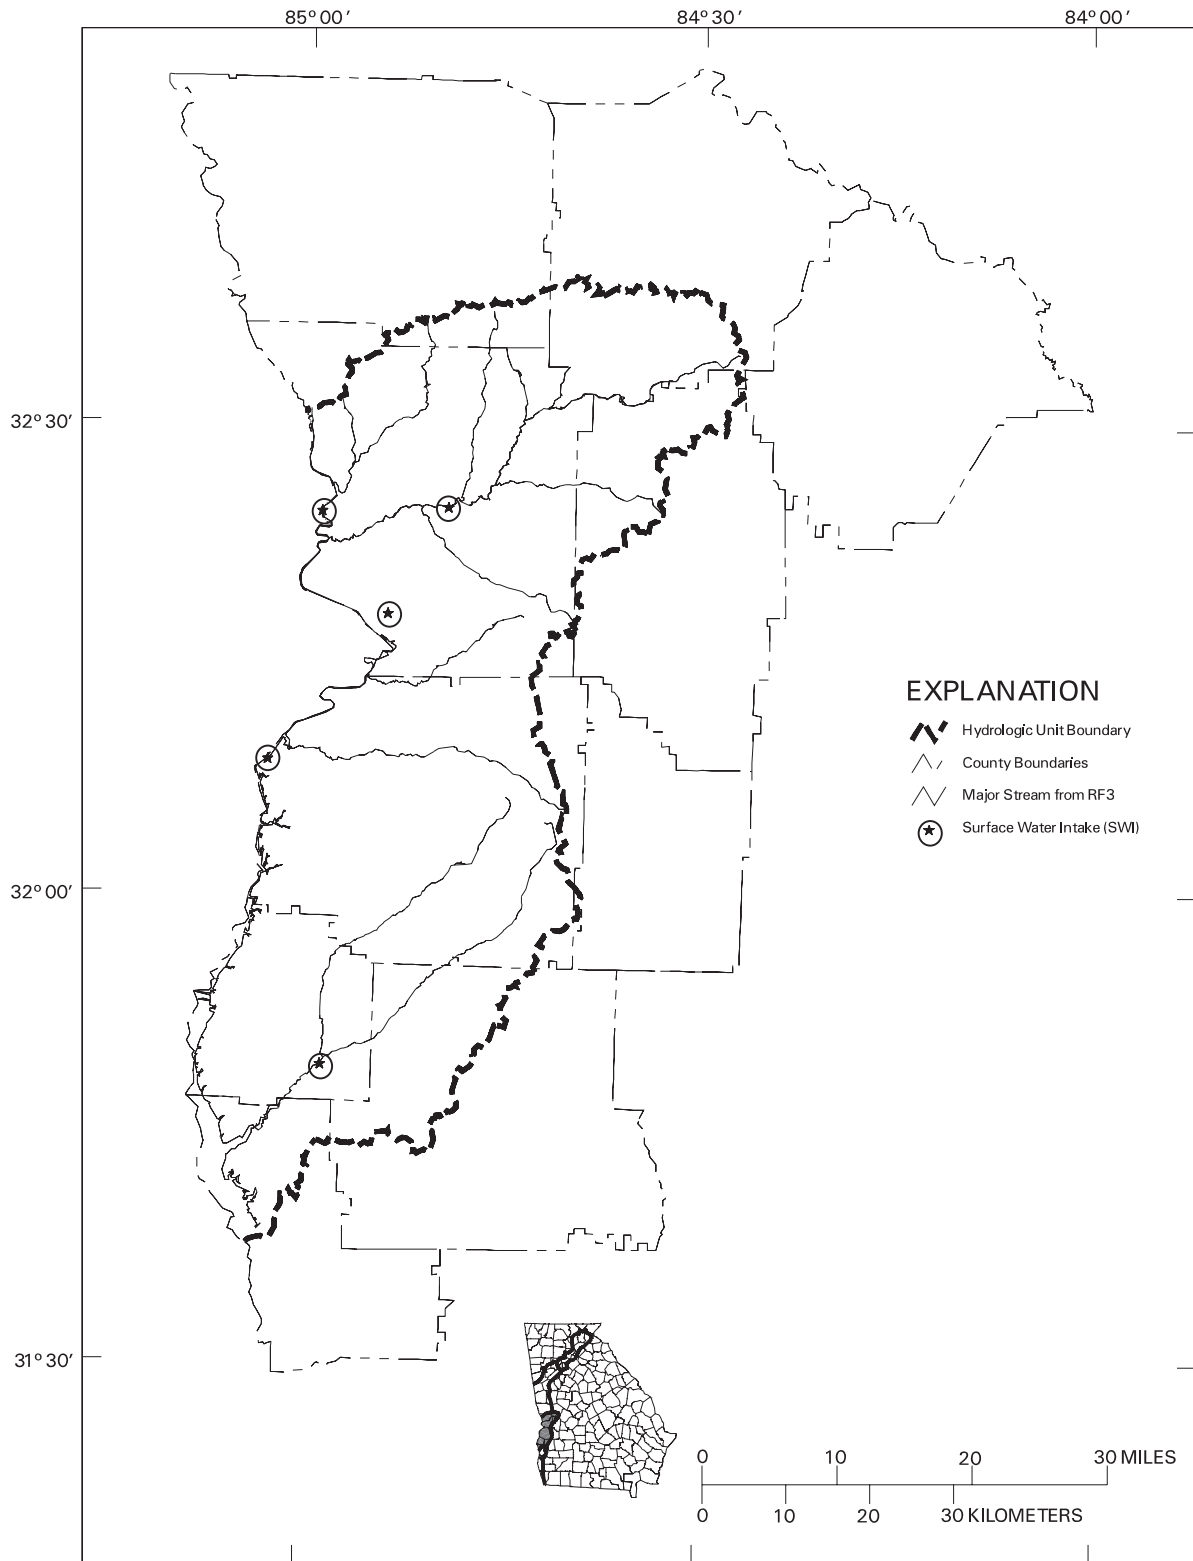 85° 00′ 84° 30′ 84° 00′
32° 30′
EXPLANATION
Hydrologic Unit Boundary
County Boundaries
Major Stream from RF3
Surface Water Intake (SWI)
32° 00′
31° 30′
0 10 20 30 MILES
0 10 20 30 KILOMETERS